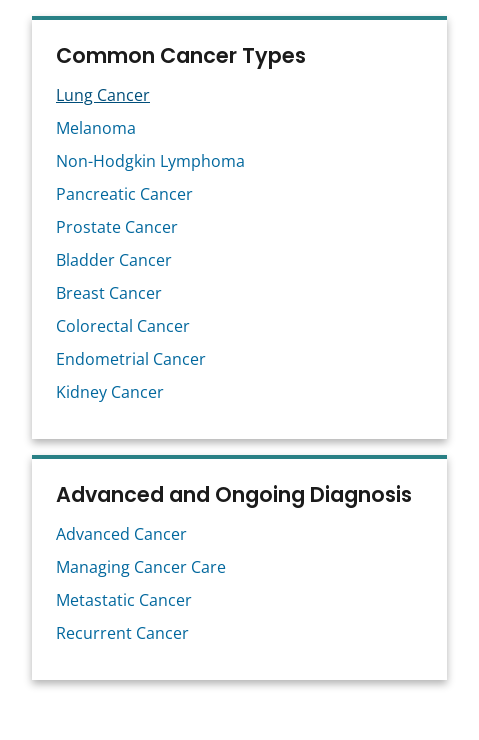 Common Cancer Types
Lung Cancer
Melanoma
Non-Hodgkin Lymphoma
Pancreatic Cancer
Prostate Cancer
Bladder Cancer
Breast Cancer
Colorectal Cancer
Endometrial Cancer
Kidney Cancer
Advanced and Ongoing Diagnosis
Advanced Cancer
Managing Cancer Care
Metastatic Cancer
Recurrent Cancer